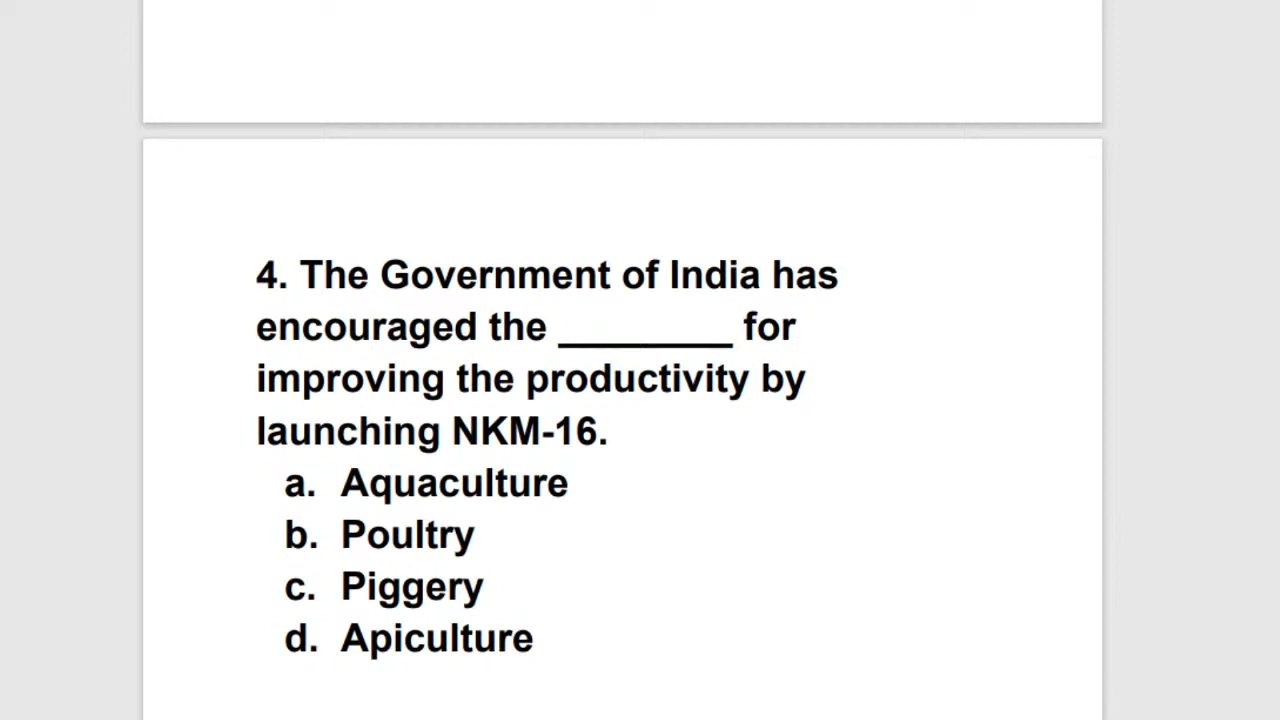 4. The Government of India has
encouraged the ________ for
improving the productivity by
launching NKM-16.
a. Aquaculture
b. Poultry
c. Piggery
d. Apiculture